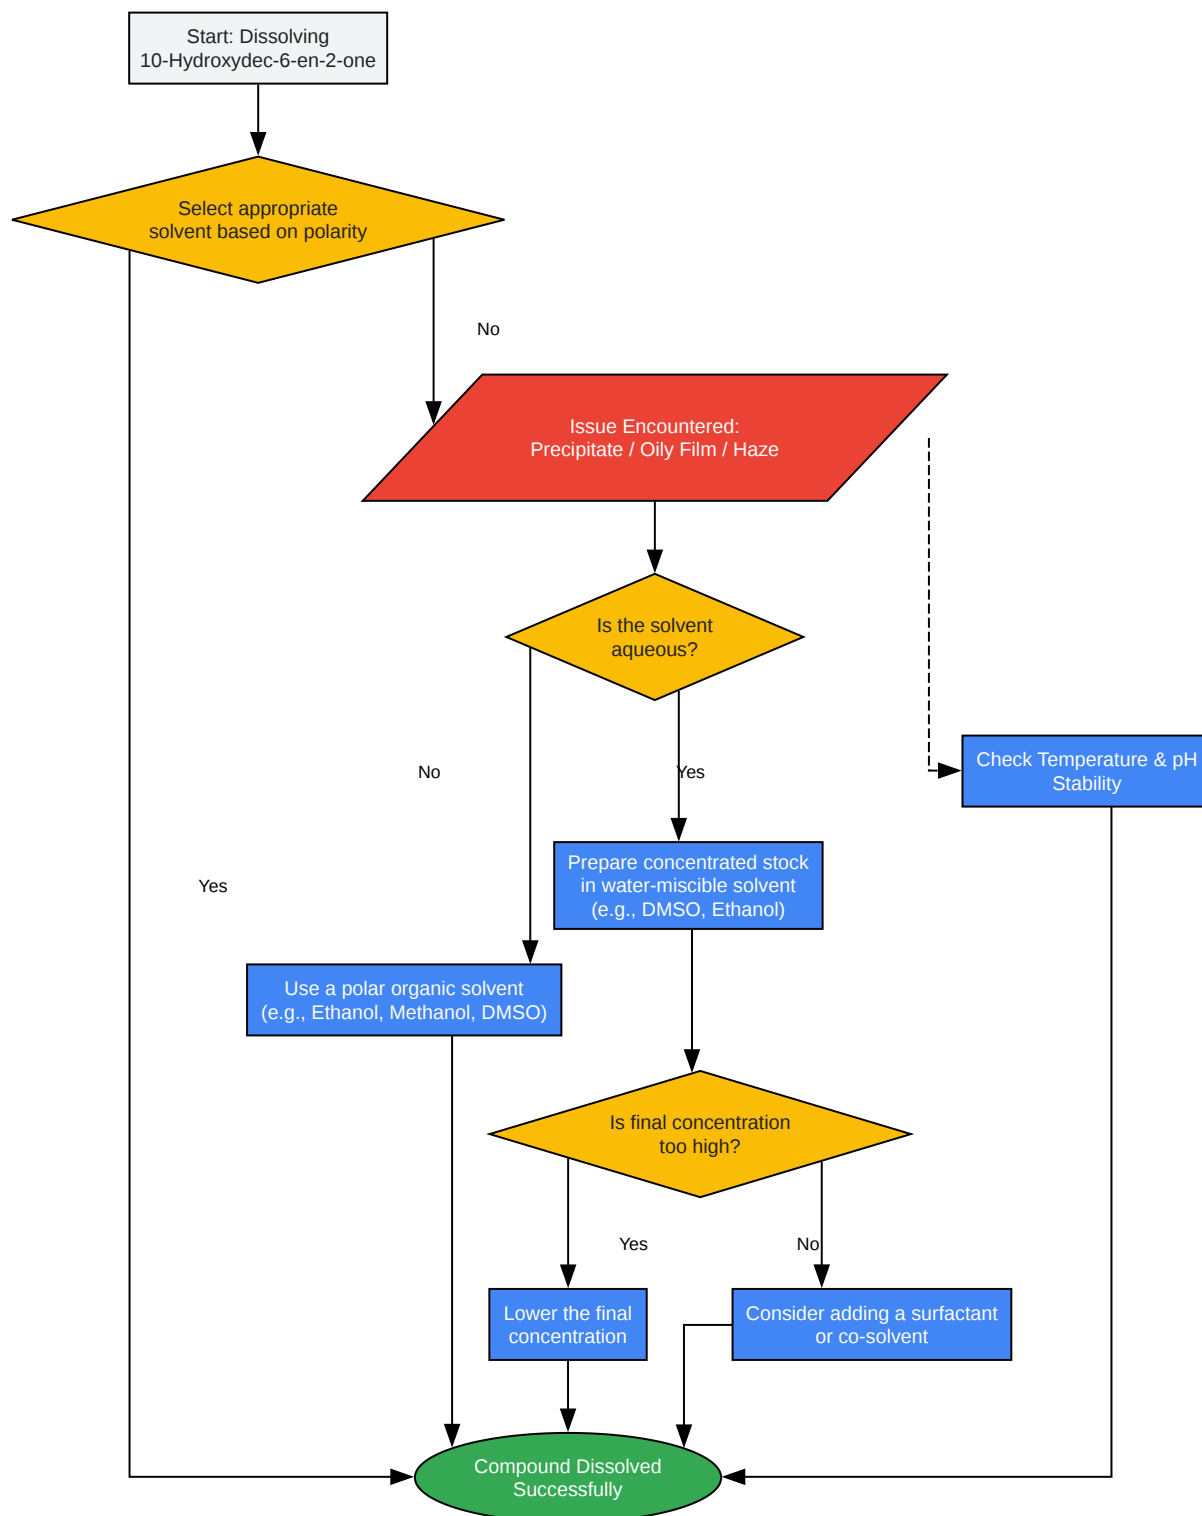 Start: Dissolving
10-Hydroxydec-6-en-2-one
Select appropriate
solvent based on polarity
No
Issue Encountered:
Precipitate / Oily Film / Haze
Is the solvent
aqueous?
No
Yes
Check Temperature & pH
Stability
Prepare concentrated stock
in water-miscible solvent
(e.g., DMSO, Ethanol)
Yes
Use a polar organic solvent
(e.g., Ethanol, Methanol, DMSO)
Is final concentration
too high?
Yes
No
Lower the final
concentration
Consider adding a surfactant
or co-solvent
Compound Dissolved
Successfully